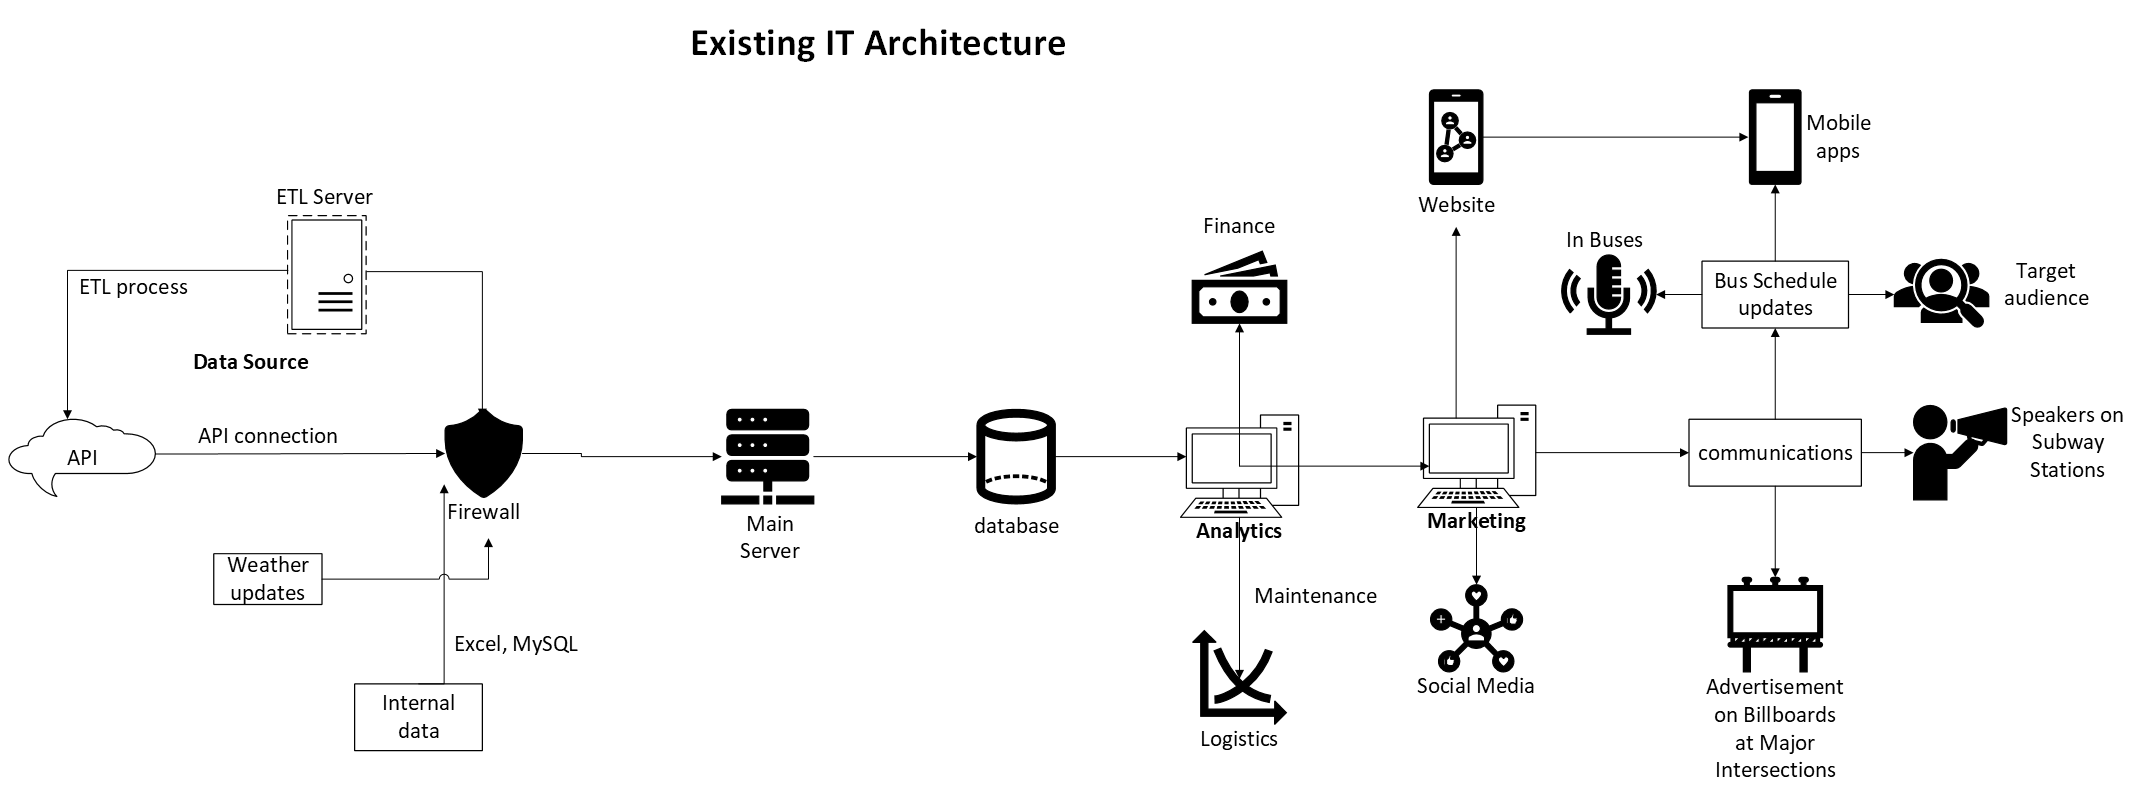 Existing IT Architecture
ETL Server
ETL process
Data Source
API
API connection
Firewall
Weather
updates
Excel, MySQL
Internal
data
Main
Server
database
Finance
Analytics
Maintenance
Logistics
Website
Marketing
Social Media
Mobile
apps
In Buses
Bus Schedule
updates
Target
audience
communications
Speakers on
Subway
Stations
Advertisement
on Billboards
at Major
Intersections